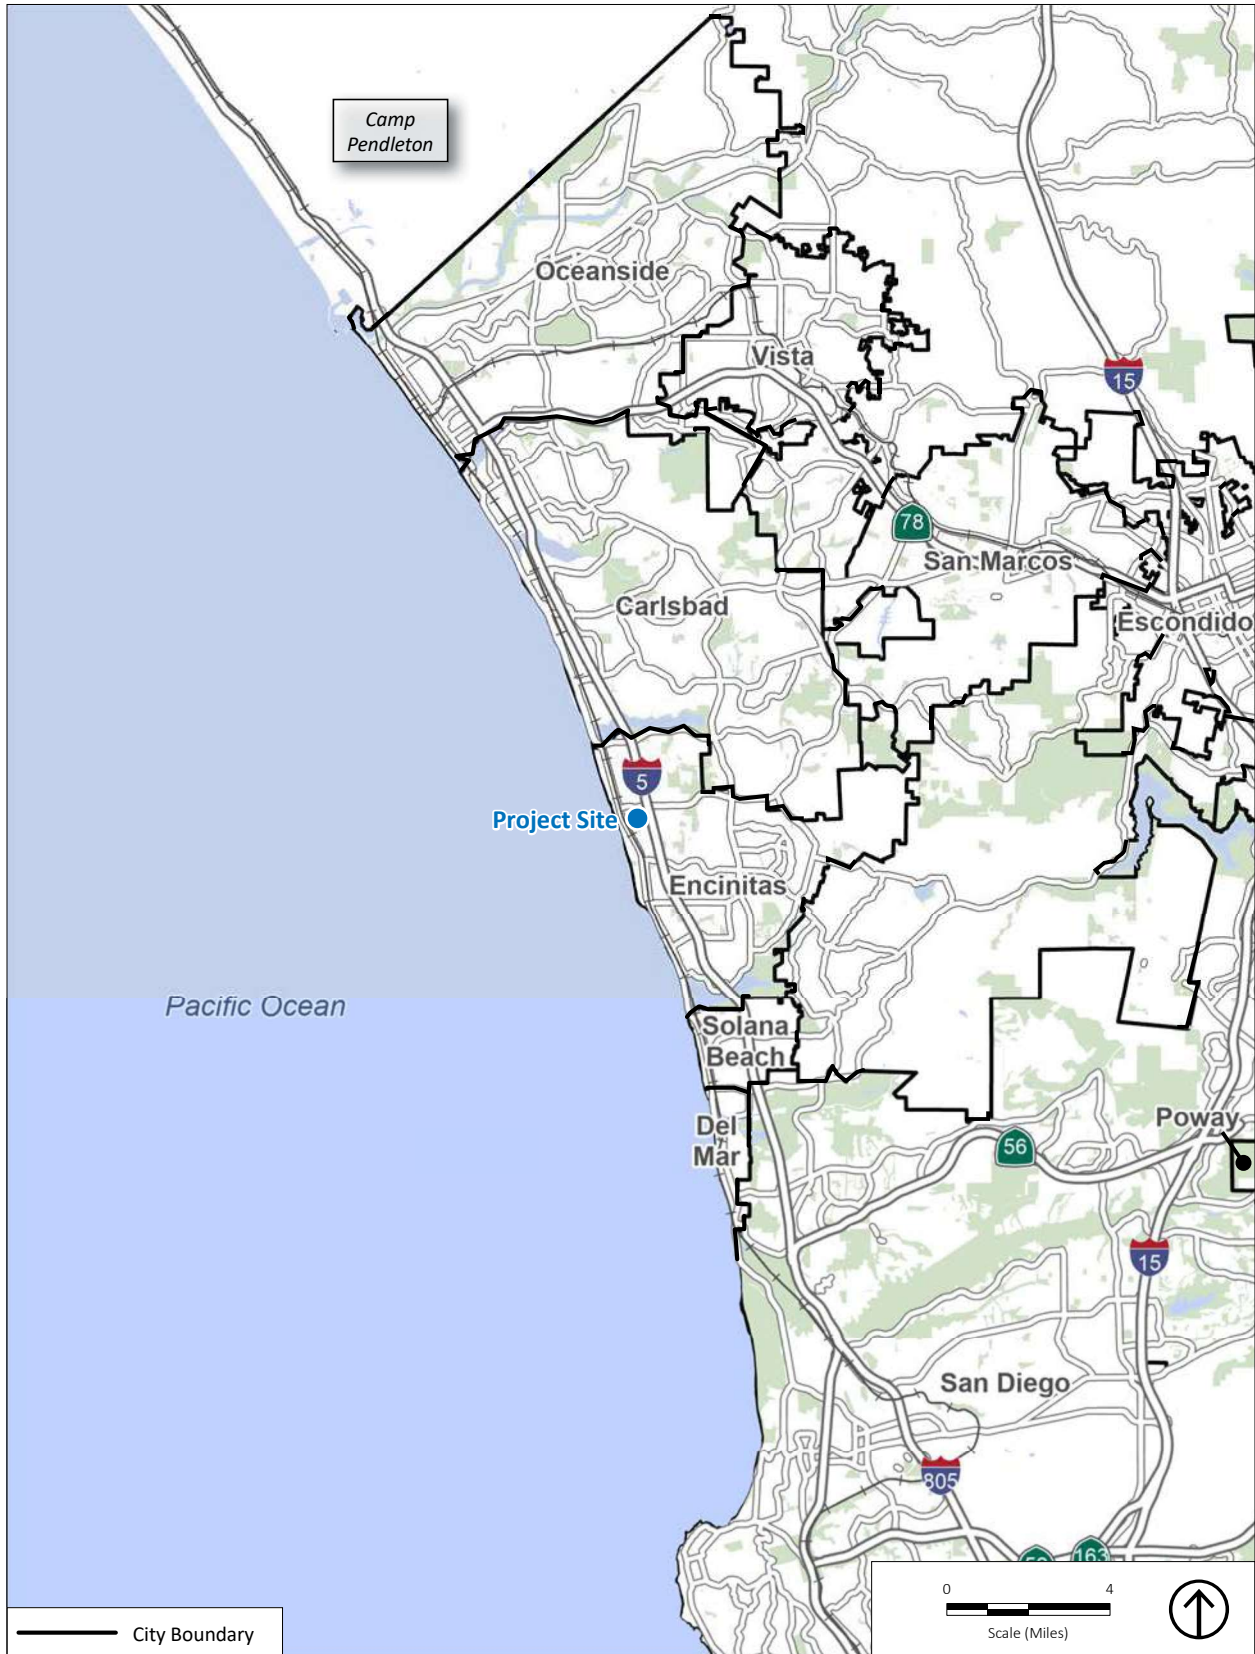 Camp
Pendleton
Oceanside
Vista
15
78
San Marcos
Carlsbad
Escondido
5
Project Site
Encinitas
Pacific Ocean
Solana
Beach
Del
Mar
Poway
56
15
San Diego
805
163
0 4
Scale (Miles)
City Boundary